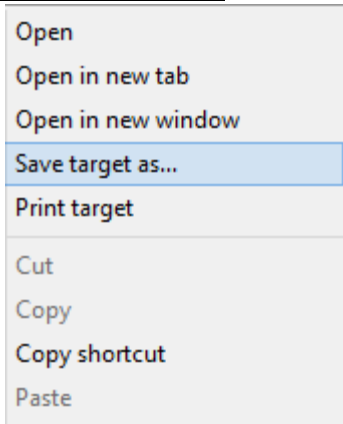 Open
Open in new tab
Open in new window
Save target as...
Print target
Cut
Copy
Copy shortcut
Paste